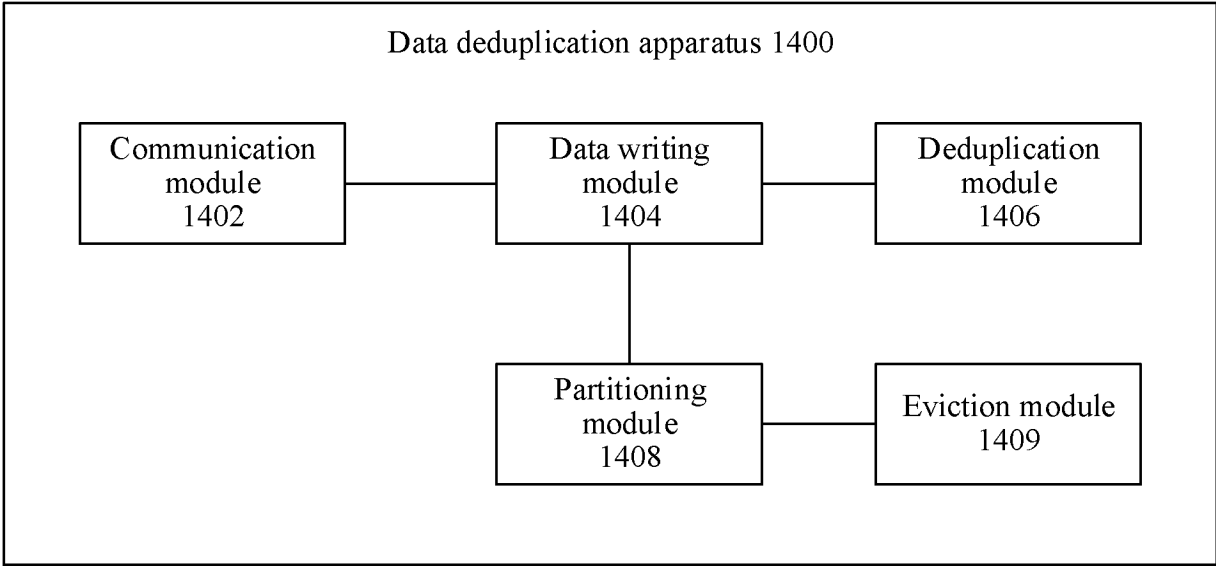 Data deduplication apparatus 1400
Communication
module
1402
Data writing
module
1404
Deduplication
module
1406
Partitioning
module
1408
Eviction module
1409